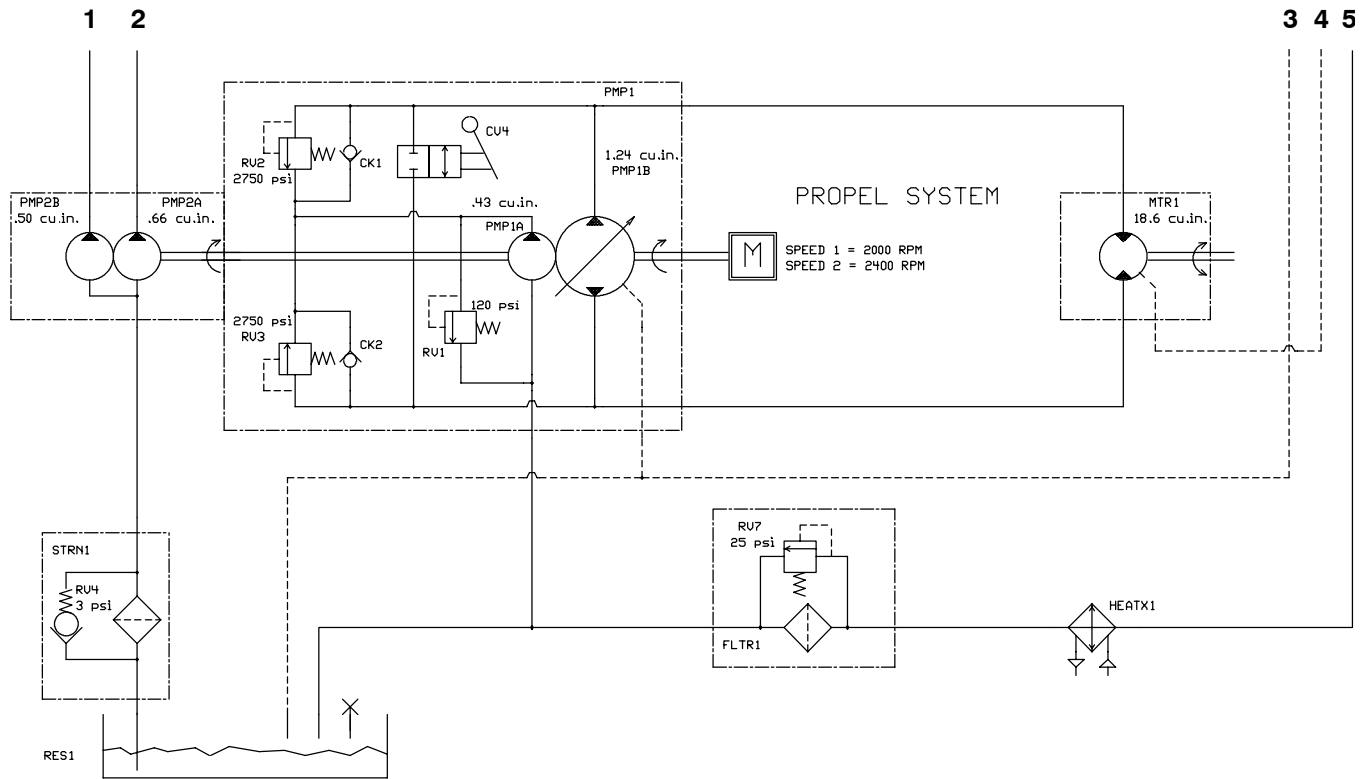 1 2 3 4 5
PMP1
RV2
2750 psi
CK1
CV4
1.24 cu.in.
PMP1B
PROPEL SYSTEM
PMP2B
.50 cu.in.
PMP2A
.66 cu.in.
.43 cu.in.
PMP1A
M
SPEED 1 = 2000 RPM
SPEED 2 = 2400 RPM
MTR1
18.6 cu.in.
2750 psi
RV3
CK2
120 psi
RV1
STRN1
RV4
3 psi
RV7
25 psi
FLTR1
HEATX1
RES1